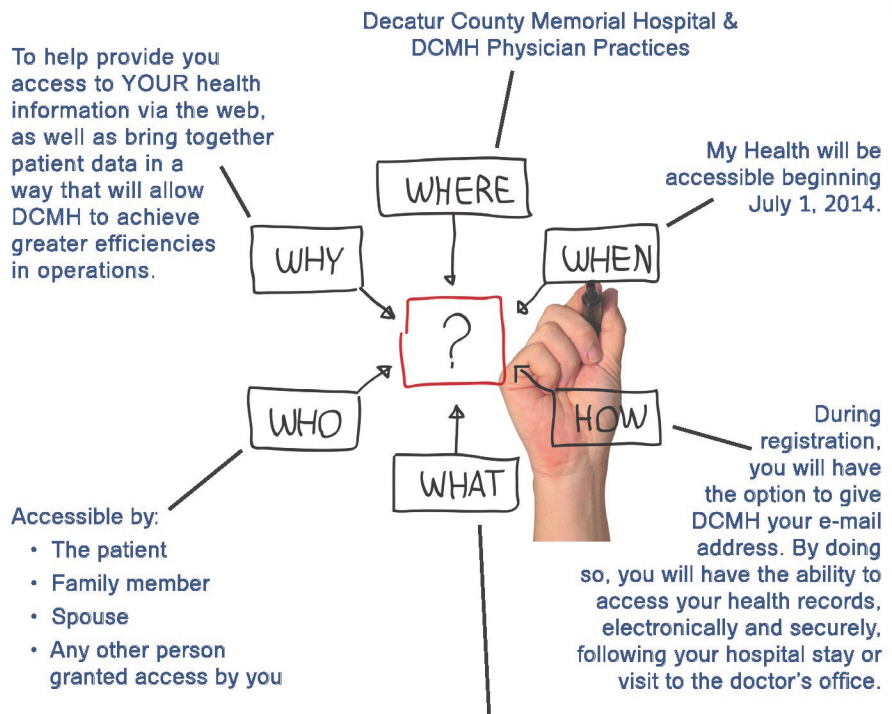 Decatur County Memorial Hospital &
DCMH Physician Practices
To help provide you
access to YOUR health
information via the web,
as well as bring together
patient data in a
way that will allow
DCMH to achieve
greater efficiencies
in operations.
My Health will be
accessible beginning
July 1, 2014.
WHERE
WHY
WHEN
?
WHO
HOW
WHAT
Accessible by:
• The patient
• Family member
• Spouse
• Any other person
granted access by you
During
registration,
you will have
the option to give
DCMH your e-mail
address. By doing
so, you will have the ability to
access your health records,
electronically and securely,
following your hospital stay or
visit to the doctor's office.